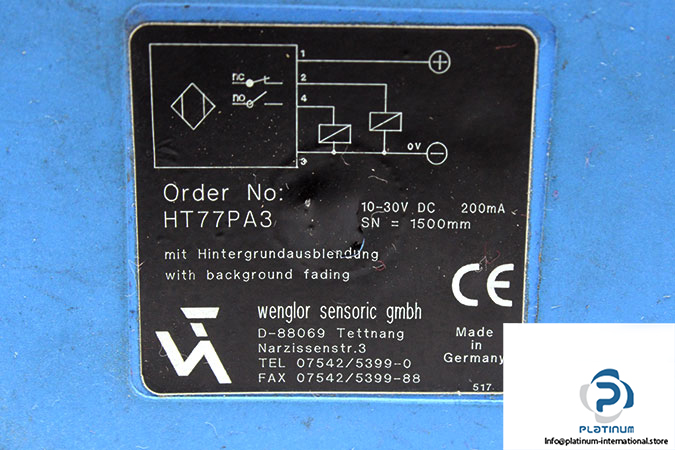 1
nc
2
no
4
0V
3
Order No:
HT77PA3
10-30V DC 200mA
SN = 1500mm
mit Hintergrundausblendung
with background fading
CE
wenglor sensoric gmbh
D-88069 Tettnang
Narzissenstr.3
TEL 07542/5399-0
FAX 07542/5399-88
Made
in
Germany
517.
PLATINUM
Info@platinum-international.store